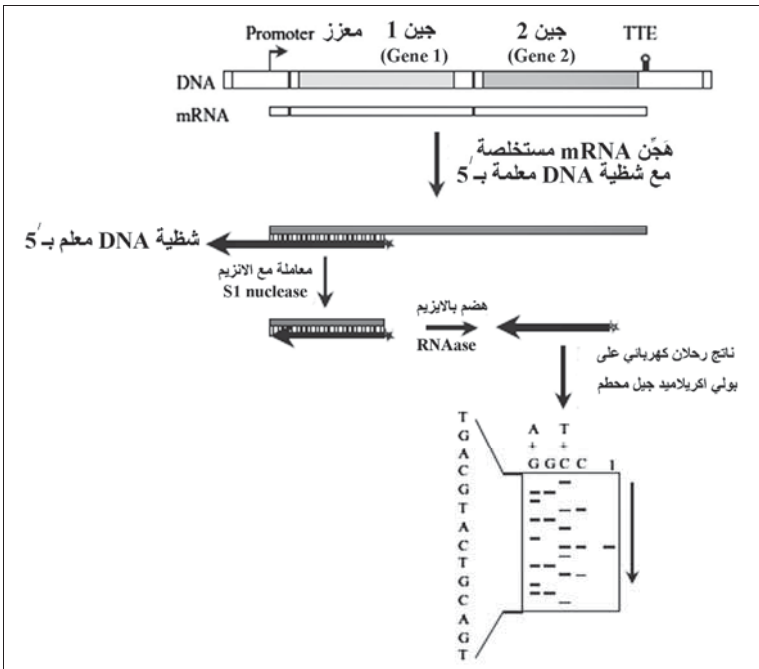 Promoter معزز جين 1 جين 2 TTE
(Gene 1) (Gene 2)
DNA
mRNA
هَجِّن mRNA مستخلصة
مع شظية DNA معلمة بـ 5′
شظية DNA معلم بـ 5′
معاملة مع الانزيم
S1 nuclease
هضم بالايزيم
RNAase
ناتج رحلان كهربائي على
بولي اكريلاميد جيل محطم
A T
+ +
G G C C 1
T
G
A
C
G
T
A
C
T
G
C
A
G
T